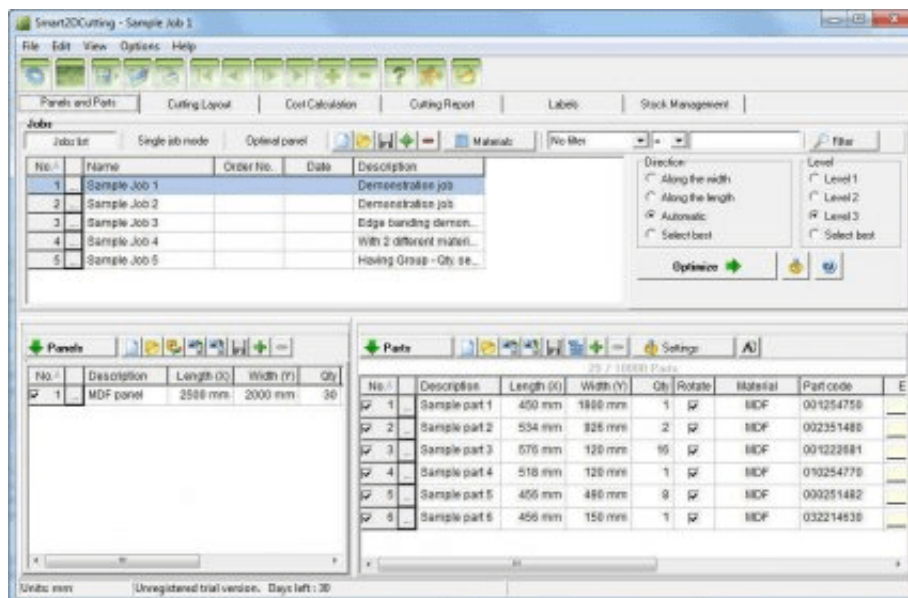 Smart2DCutting - Sample Job 1
File Edit View Options Help
Panels and Parts Cutting Layout Cost Calculation Cutting Report Labels Stock Management
Jobs
Jobs list Single job mode Optimal panel Materials No filter = Filter
No. Name Order No. Date Description
1 ... Sample Job 1 Demonstration job
2 ... Sample Job 2 Demonstration job
3 ... Sample Job 3 Edge banding demon...
4 ... Sample Job 4 With 2 different materi...
5 ... Sample Job 5 Having Group - Qty. se...
Direction
Along the width
Along the length
Automatic
Select best
Level
Level 1
Level 2
Level 3
Select best
Optimize
Panels
No. Description Length (X) Width (Y) Qty
1 ... MDF panel 2500 mm 2000 mm 30
Parts Settings A
29 / 10000 Parts
No. Description Length (X) Width (Y) Qty Rotate Material Part code E
1 ... Sample part 1 450 mm 1800 mm 1 MDF 001254750
2 ... Sample part 2 534 mm 826 mm 2 MDF 002351480
3 ... Sample part 3 576 mm 120 mm 16 MDF 001222681
4 ... Sample part 4 518 mm 120 mm 1 MDF 010254770
5 ... Sample part 5 456 mm 490 mm 8 MDF 000251482
6 ... Sample part 6 456 mm 150 mm 1 MDF 032214630
Units: mm Unregistered trial version. Days left : 30